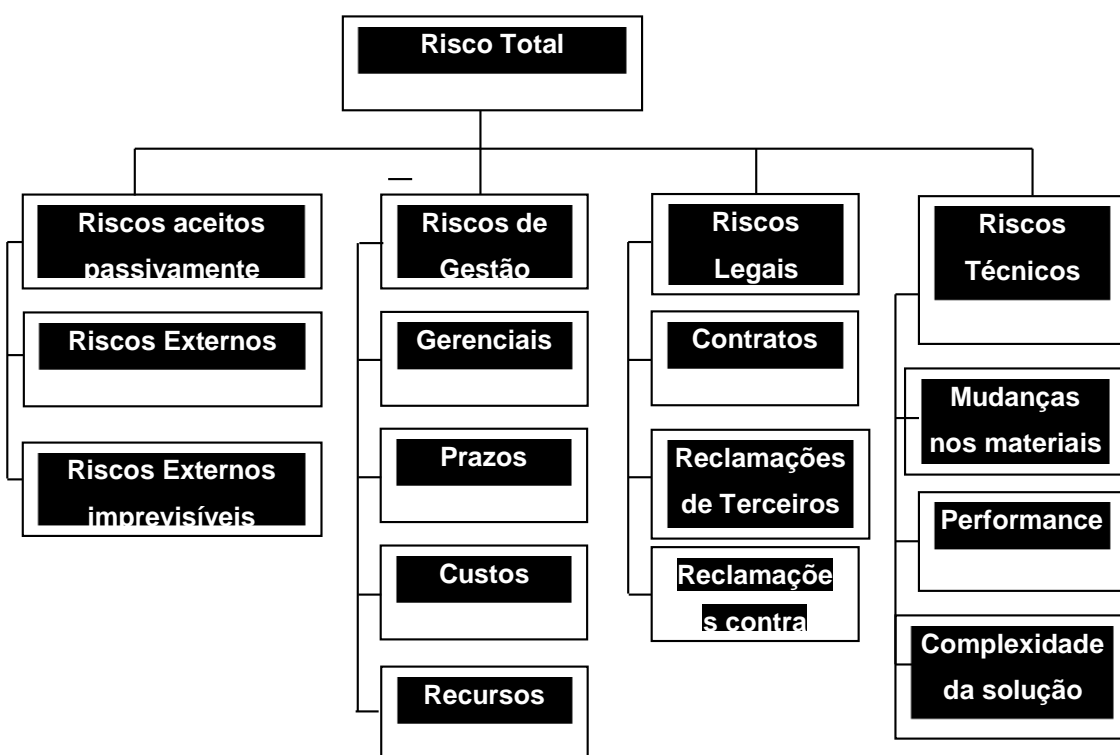 Risco Total
Riscos aceitos
passivamente
Riscos Externos
Riscos Externos
imprevisíveis
Riscos de
Gestão
Gerenciais
Prazos
Custos
Recursos
Riscos
Legais
Contratos
Reclamações
de Terceiros
Reclamaçõe
s contra
Riscos
Técnicos
Mudanças
nos materiais
Performance
Complexidade
da solução